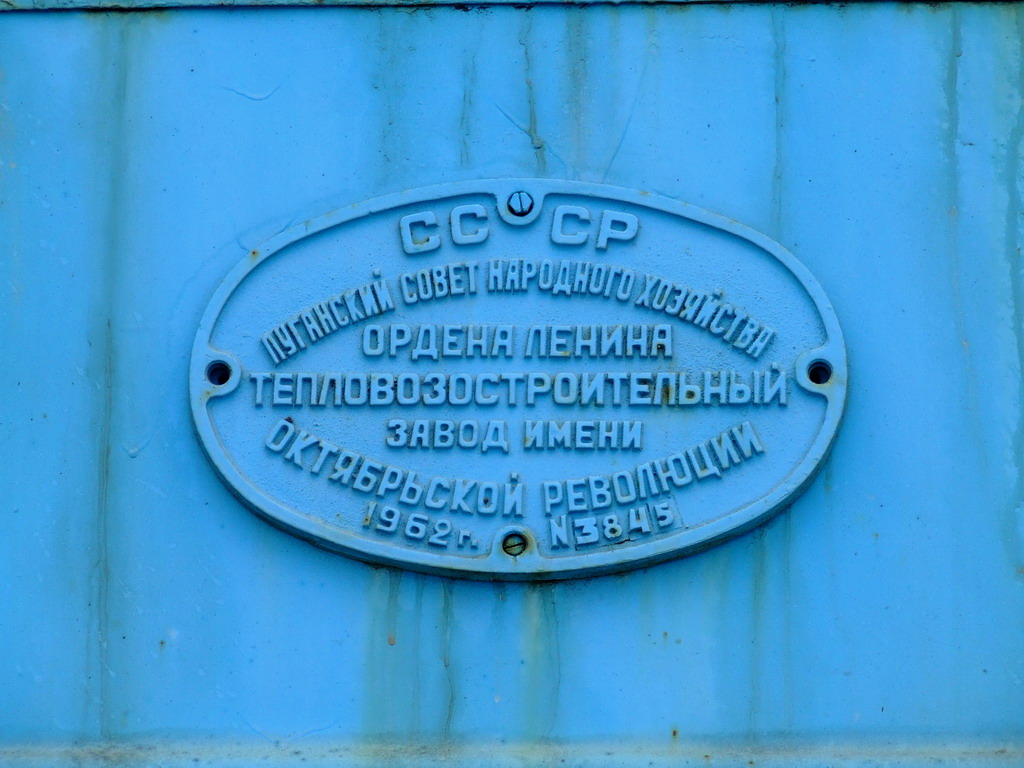 СССР
ЛУГАНСКИЙ СОВЕТ НАРОДНОГО ХОЗЯЙСТВА
ОРДЕНА ЛЕНИНА
ТЕПЛОВОЗОСТРОИТЕЛЬНЫЙ
ЗАВОД ИМЕНИ
ОКТЯБРЬСКОЙ РЕВОЛЮЦИИ
1962г. N3845